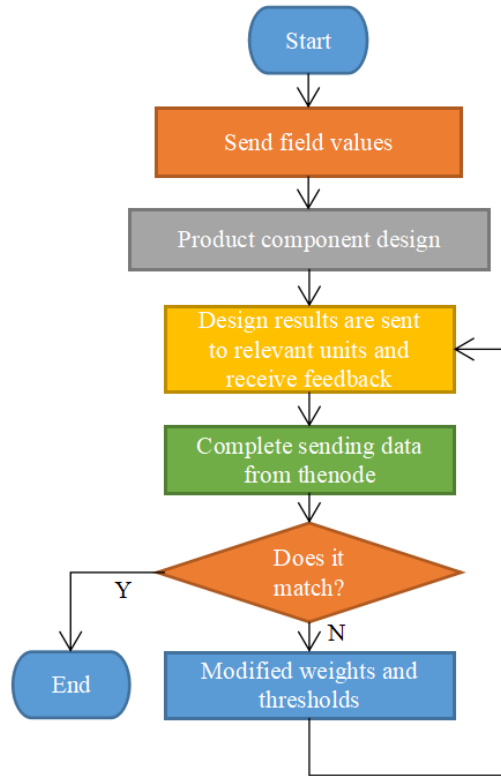 Start
Send field values
Product component design
Design results are sent
to relevant units and
receive feedback
Complete sending data
from thenode
Does it
match?
Y
N
End
Modified weights and
thresholds